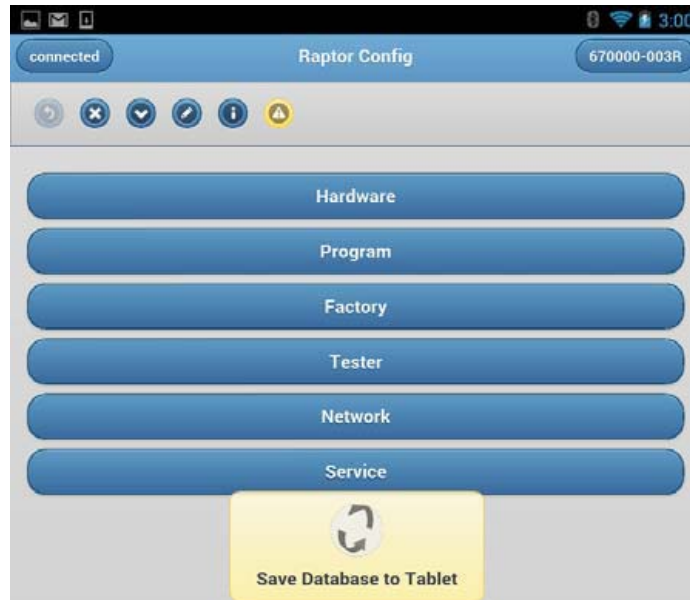 3:00
connected
Raptor Config
670000-003R
Hardware
Program
Factory
Tester
Network
Service
Save Database to Tablet